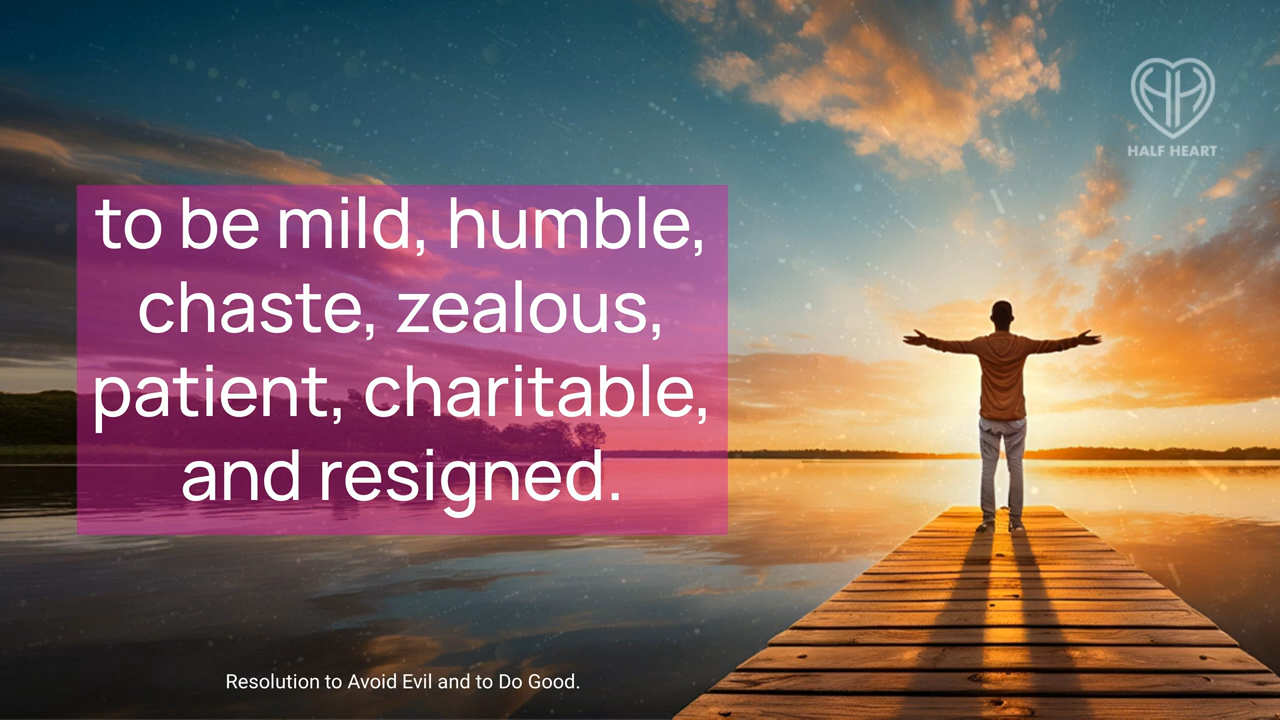 HALF HEART
to be mild, humble,
chaste, zealous,
patient, charitable,
and resigned.
Resolution to Avoid Evil and to Do Good.